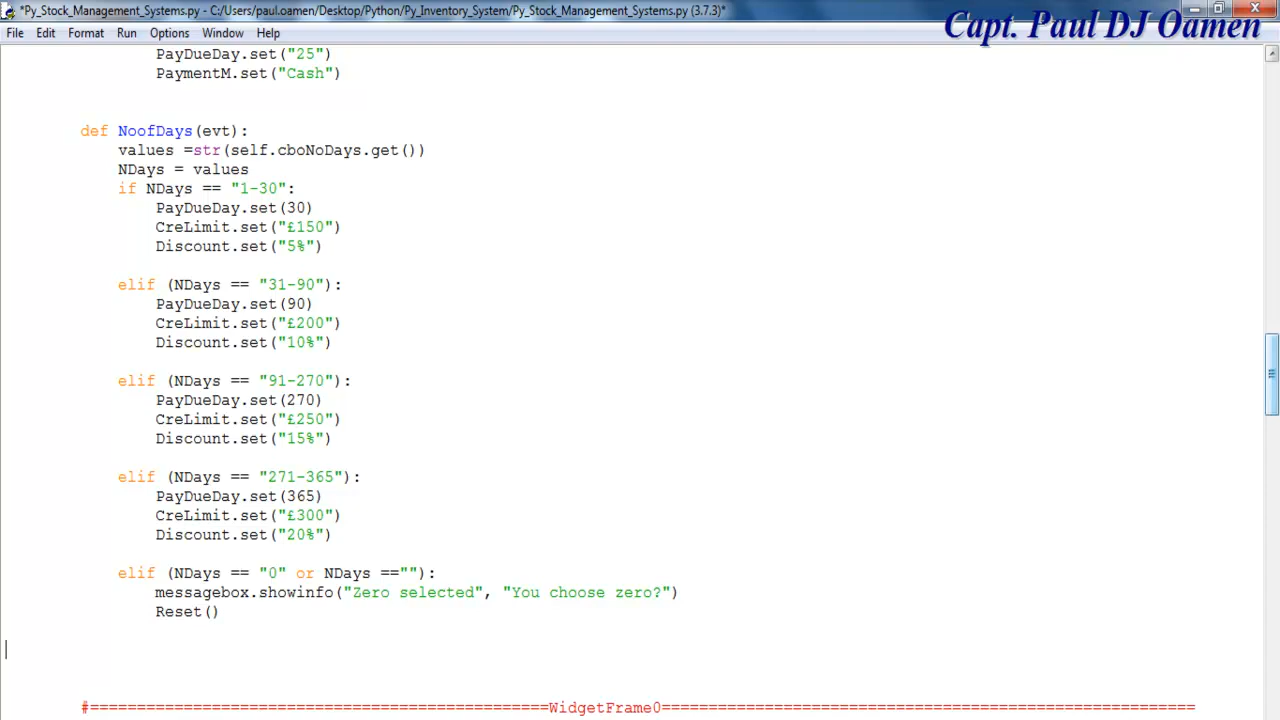 *Py_Stock_Management_Systems.py - C:/Users/paul.oamen/Desktop/Python/Py_Inventory_System/Py_Stock_Management_Systems.py (3.7.3)*
Capt. Paul DJ Oamen
File Edit Format Run Options Window Help
PayDueDay.set("25")
PaymentM.set("Cash")
def NoofDays(evt):
values =str(self.cboNoDays.get())
NDays = values
if NDays == "1-30":
PayDueDay.set(30)
CreLimit.set("£150")
Discount.set("5%")
elif (NDays == "31-90"):
PayDueDay.set(90)
CreLimit.set("£200")
Discount.set("10%")
elif (NDays == "91-270"):
PayDueDay.set(270)
CreLimit.set("£250")
Discount.set("15%")
elif (NDays == "271-365"):
PayDueDay.set(365)
CreLimit.set("£300")
Discount.set("20%")
elif (NDays == "0" or NDays ==""):
messagebox.showinfo("Zero selected", "You choose zero?")
Reset()
#=================================================WidgetFrame0=========================================================